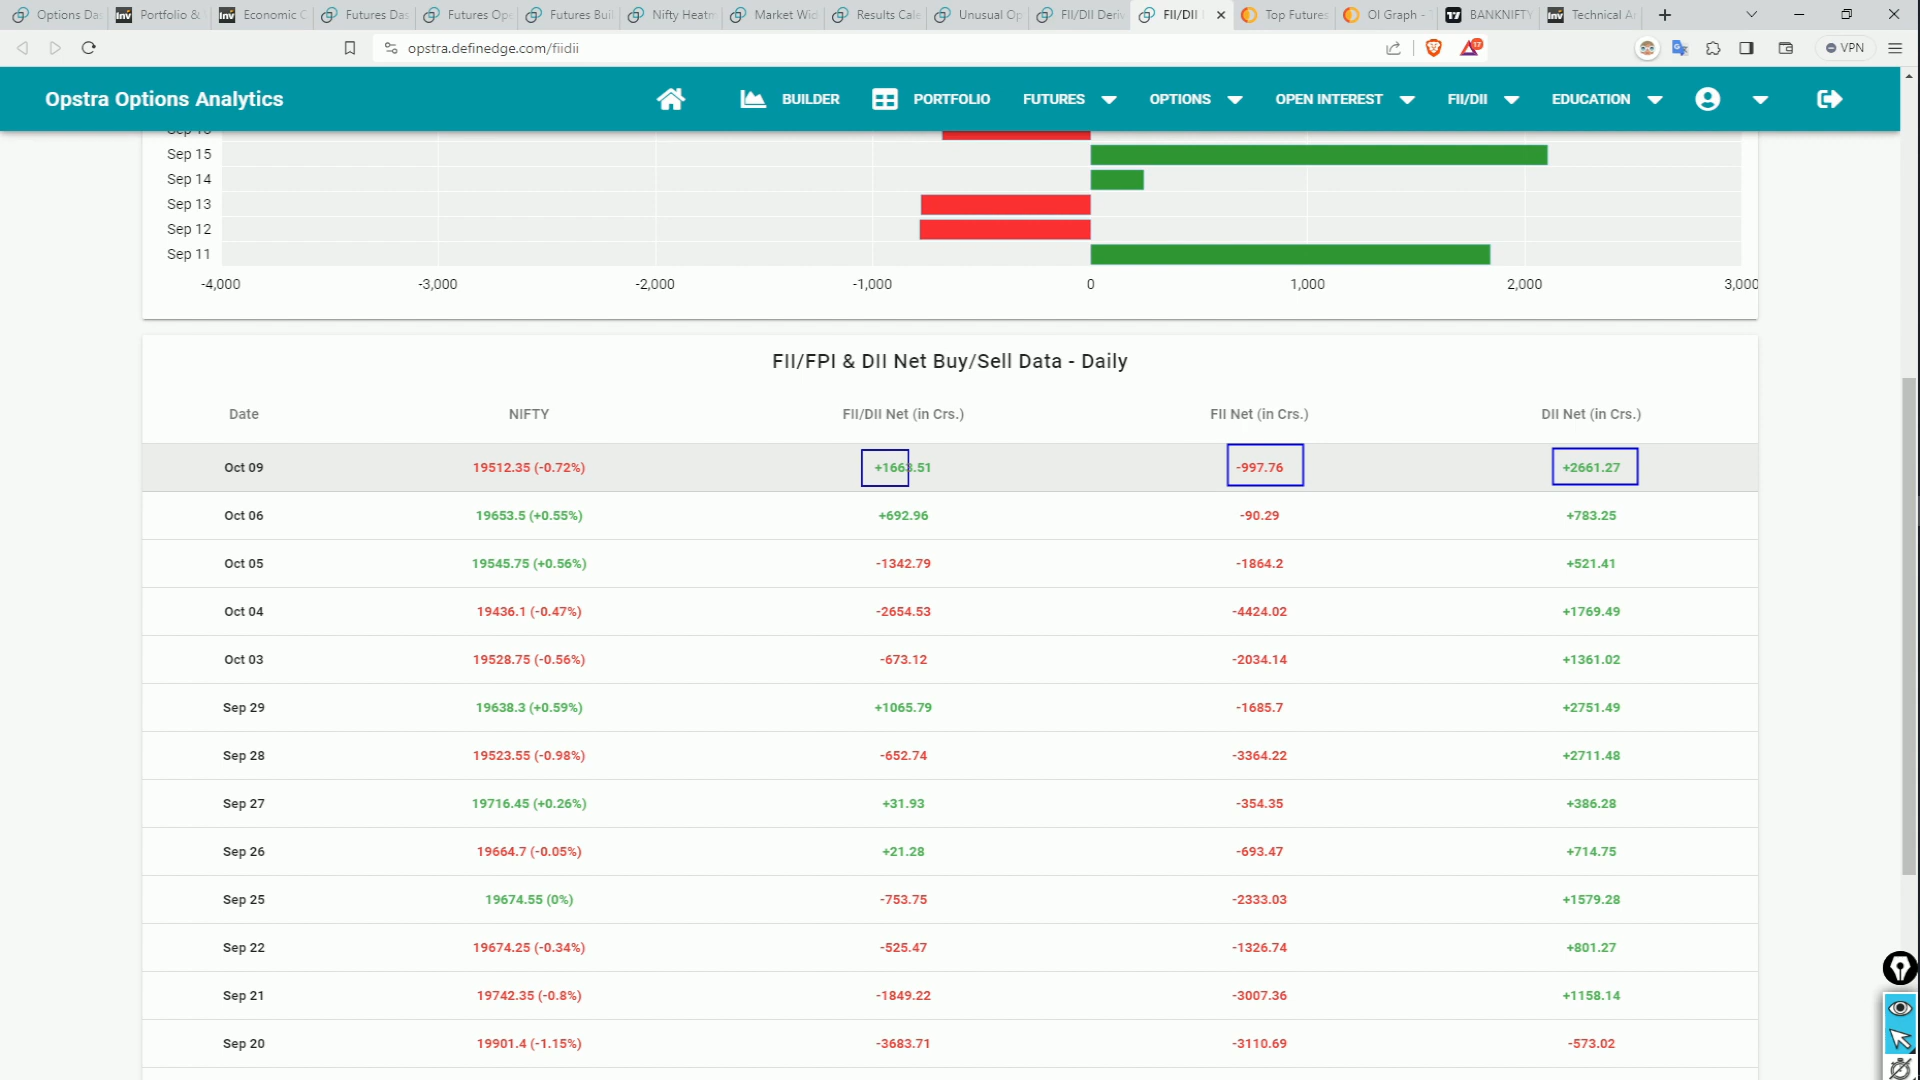 Options Da
Portfolio &
Economic C
Futures Das
Futures Ope
Futures Buil
Nifty Heatm
Market Wid
Results Cale
Unusual Op
FII/DII Deriv
FII/DII
Top Futures
OI Graph -
BANKNIFTY
Technical A
opstra.definedge.com/fiidii
17
VPN
Opstra Options Analytics
BUILDER
PORTFOLIO
FUTURES
OPTIONS
OPEN INTEREST
FII/DII
EDUCATION
Sep 15
Sep 14
Sep 13
Sep 12
Sep 11
-4,000 -3,000 -2,000 -1,000 0 1,000 2,000 3,000
FII/FPI & DII Net Buy/Sell Data - Daily
Date NIFTY FII/DII Net (in Crs.) FII Net (in Crs.) DII Net (in Crs.)
Oct 09 19512.35 (-0.72%) +1663.51 -997.76 +2661.27
Oct 06 19653.5 (+0.55%) +692.96 -90.29 +783.25
Oct 05 19545.75 (+0.56%) -1342.79 -1864.2 +521.41
Oct 04 19436.1 (-0.47%) -2654.53 -4424.02 +1769.49
Oct 03 19528.75 (-0.56%) -673.12 -2034.14 +1361.02
Sep 29 19638.3 (+0.59%) +1065.79 -1685.7 +2751.49
Sep 28 19523.55 (-0.98%) -652.74 -3364.22 +2711.48
Sep 27 19716.45 (+0.26%) +31.93 -354.35 +386.28
Sep 26 19664.7 (-0.05%) +21.28 -693.47 +714.75
Sep 25 19674.55 (0%) -753.75 -2333.03 +1579.28
Sep 22 19674.25 (-0.34%) -525.47 -1326.74 +801.27
Sep 21 19742.35 (-0.8%) -1849.22 -3007.36 +1158.14
Sep 20 19901.4 (-1.15%) -3683.71 -3110.69 -573.02